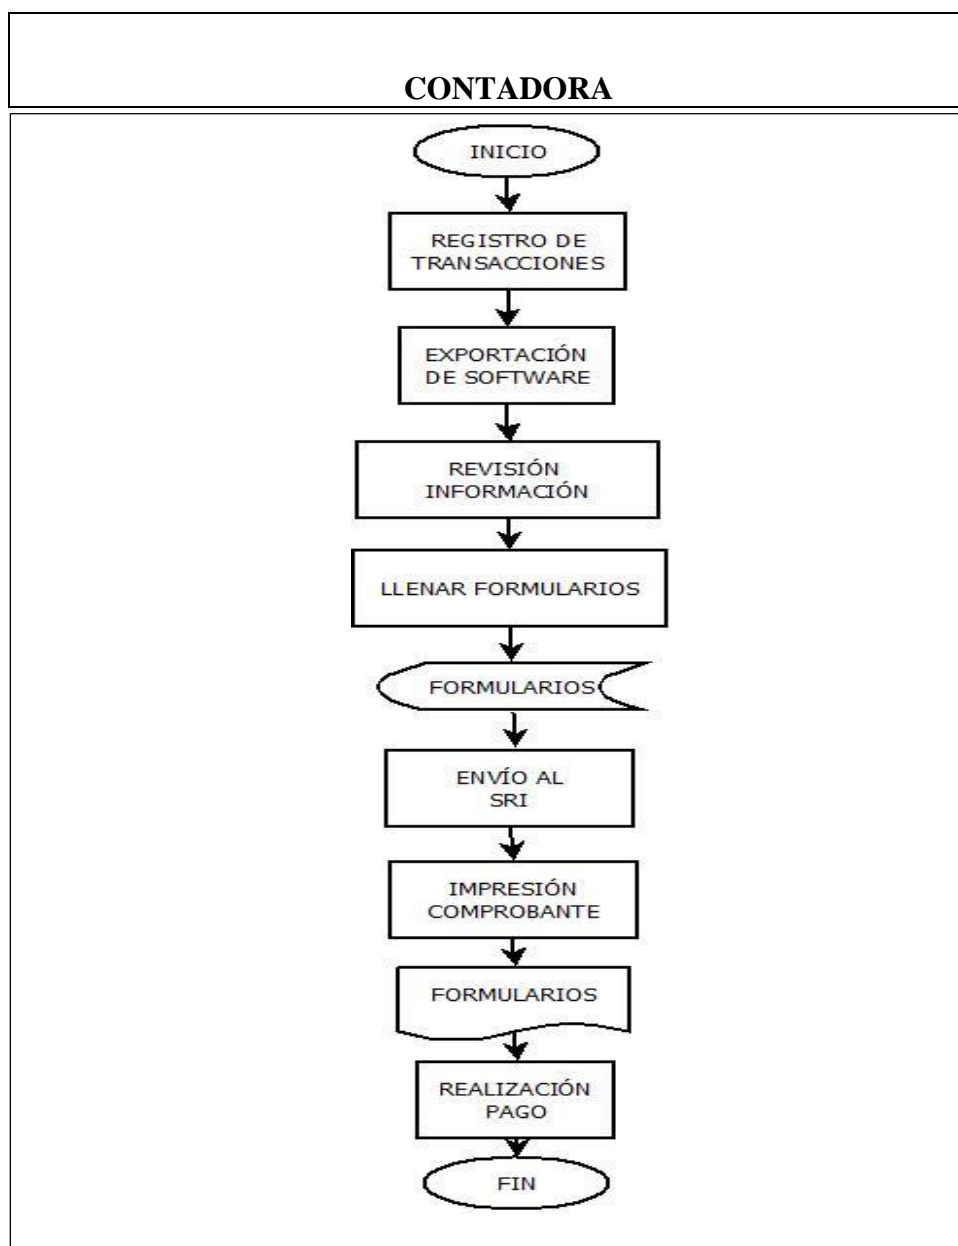 CONTADORA
INICIO
REGISTRO DE
TRANSACCIONES
EXPORTACIÓN
DE SOFTWARE
REVISIÓN
INFORMACIÓN
LLENAR FORMULARIOS
FORMULARIOS
ENVÍO AL
SRI
IMPRESIÓN
COMPROBANTE
FORMULARIOS
REALIZACIÓN
PAGO
FIN